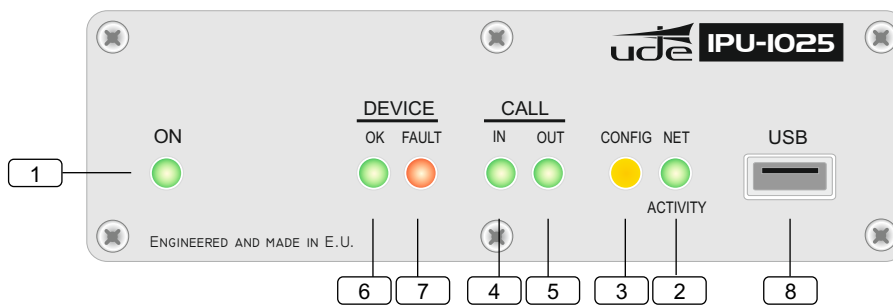 ude IPU-IO25
DEVICE CALL
ON OK FAULT IN OUT CONFIG NET USB
1
ACTIVITY
ENGINEERED AND MADE IN E.U.
6 7 4 5 3 2 8